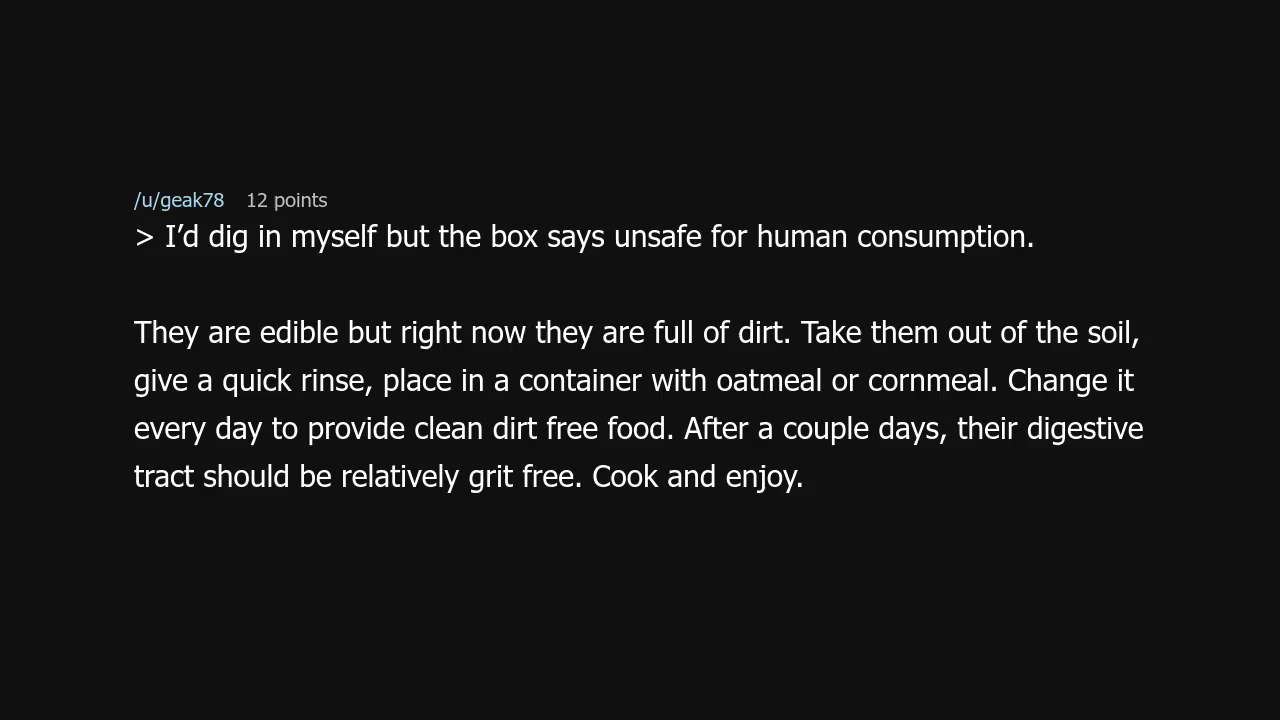 /u/geak78 12 points
> I’d dig in myself but the box says unsafe for human consumption.
They are edible but right now they are full of dirt. Take them out of the soil,
give a quick rinse, place in a container with oatmeal or cornmeal. Change it
every day to provide clean dirt free food. After a couple days, their digestive
tract should be relatively grit free. Cook and enjoy.